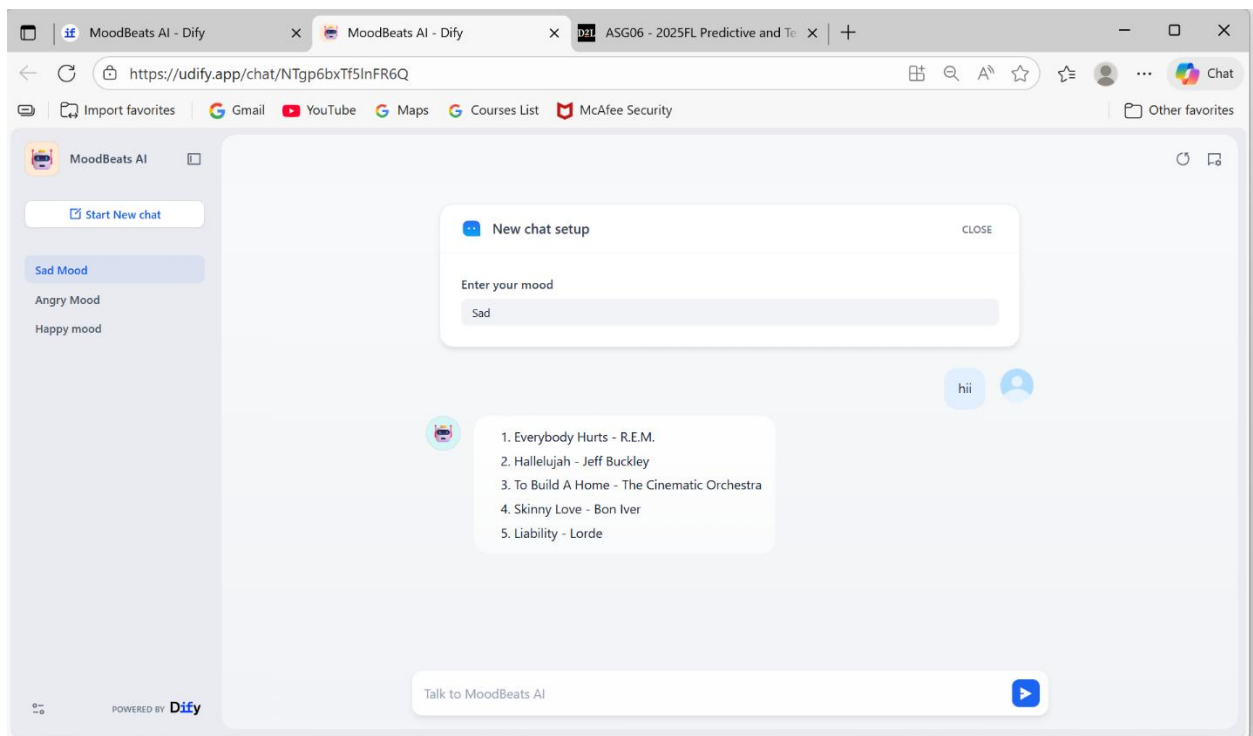 if MoodBeats AI - Dify
MoodBeats AI - Dify
D2L ASG06 - 2025FL Predictive and Te
https://udify.app/chat/NTgp6bxTf5InFR6Q
Chat
Import favorites
Gmail
YouTube
Maps
Courses List
McAfee Security
Other favorites
MoodBeats AI
Start New chat
Sad Mood
Angry Mood
Happy mood
New chat setup
CLOSE
Enter your mood
Sad
hii
1. Everybody Hurts - R.E.M.
2. Hallelujah - Jeff Buckley
3. To Build A Home - The Cinematic Orchestra
4. Skinny Love - Bon Iver
5. Liability - Lorde
Talk to MoodBeats AI
POWERED BY Dify